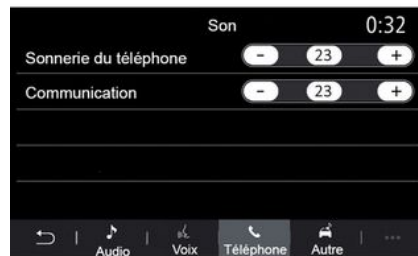 Son 0:32
Sonnerie du téléphone - 23 +
Communication - 23 +
Audio Voix Téléphone Autre